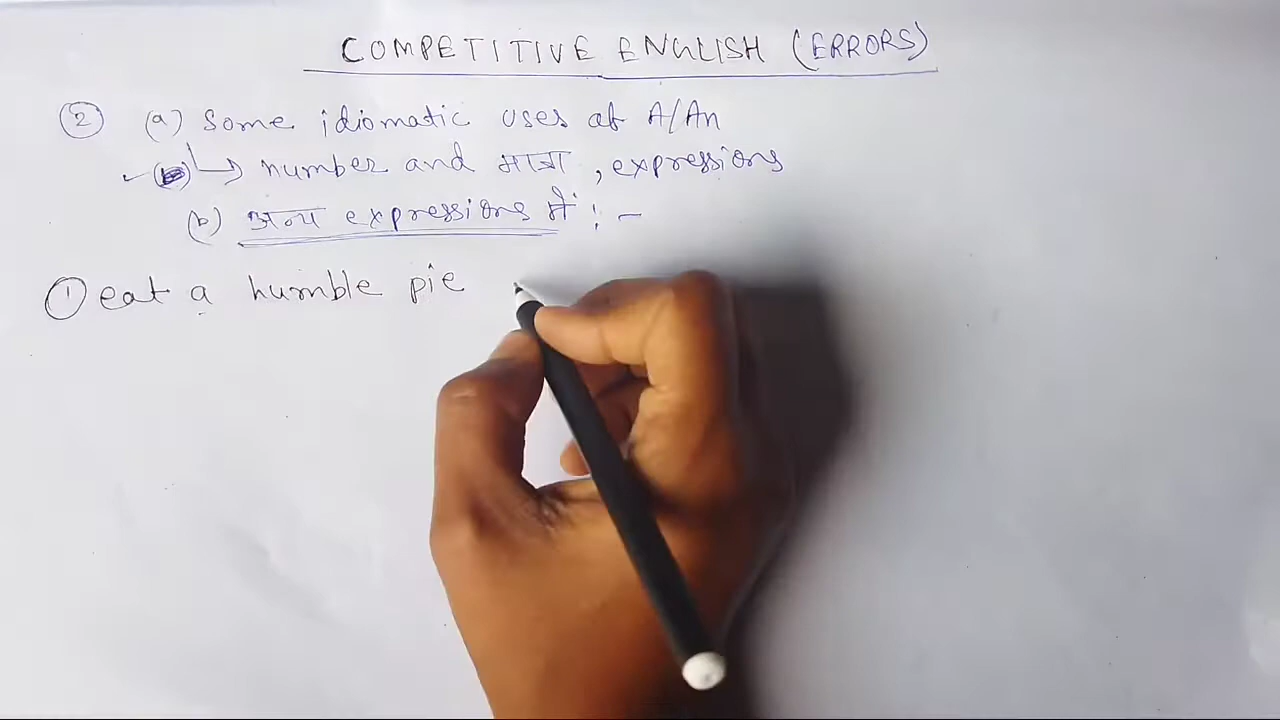 COMPETITIVE ENGLISH (ERRORS)
② (a) Some idiomatic uses of A/An
(b) ↳ number and मात्रा, expressions
(b) अन्य expressions में : -
① eat a humble pie